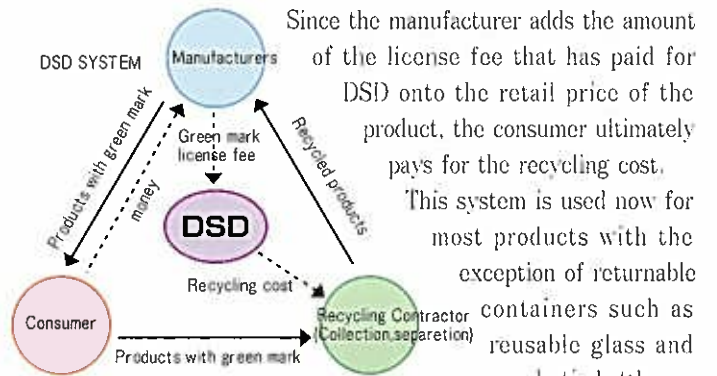 DSD SYSTEM
Manufacturers
Products with green mark
money
Green mark
license fee
Recycled products
DSD
Recycling cost
Consumer
Recycling Contractor
(Collection,separetion)
Products with green mark
Since the manufacturer adds the amount
of the license fee that has paid for
DSD onto the retail price of the
product, the consumer ultimately
pays for the recycling cost.
This system is used now for
most products with the
exception of returnable
containers such as
reusable glass and